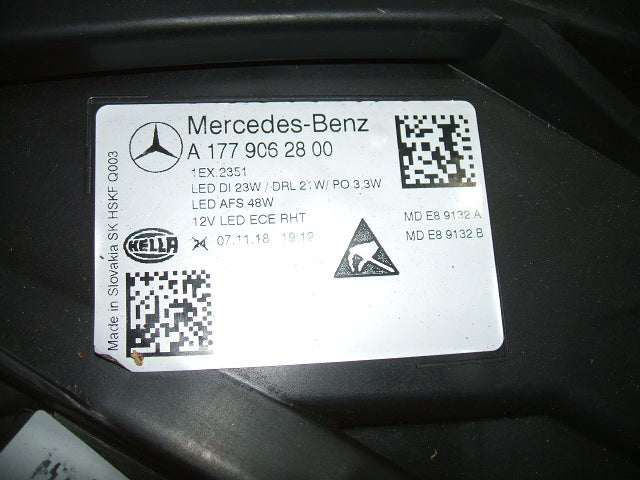 Mercedes-Benz
A 177 906 28 00
1EX.2351
LED DI 23W / DRL 21W/ PO 3,3W
LED AFS 48W
12V LED ECE RHT
MD E8 9132 A
MD E8 9132 B
HELLA
07.11.18 19:12
Made in Slovakia SK HSKF Q003